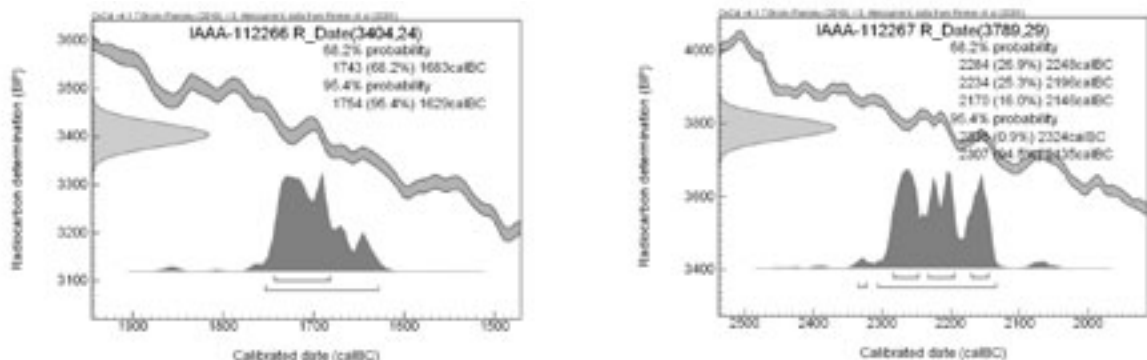 IAAA-112266 R_Date(3404,24)
68.2% probability
1743 (68.2%) 1683calBC
95.4% probability
1754 (95.4%) 1629calBC
Radiocarbon determination (BP)
3600
3500
3400
3300
3200
3100
1900 1800 1700 1600 1500
Calibrated date (calBC)
IAAA-112267 R_Date(3789,29)
68.2% probability
2284 (26.9%) 2248calBC
2234 (25.3%) 2196calBC
2170 (16.0%) 2146calBC
95.4% probability
(0.9%) 2324calBC
2307
Radiocarbon determination (BP)
4000
3800
3600
3400
2500 2400 2300 2200 2100 2000
Calibrated date (calBC)